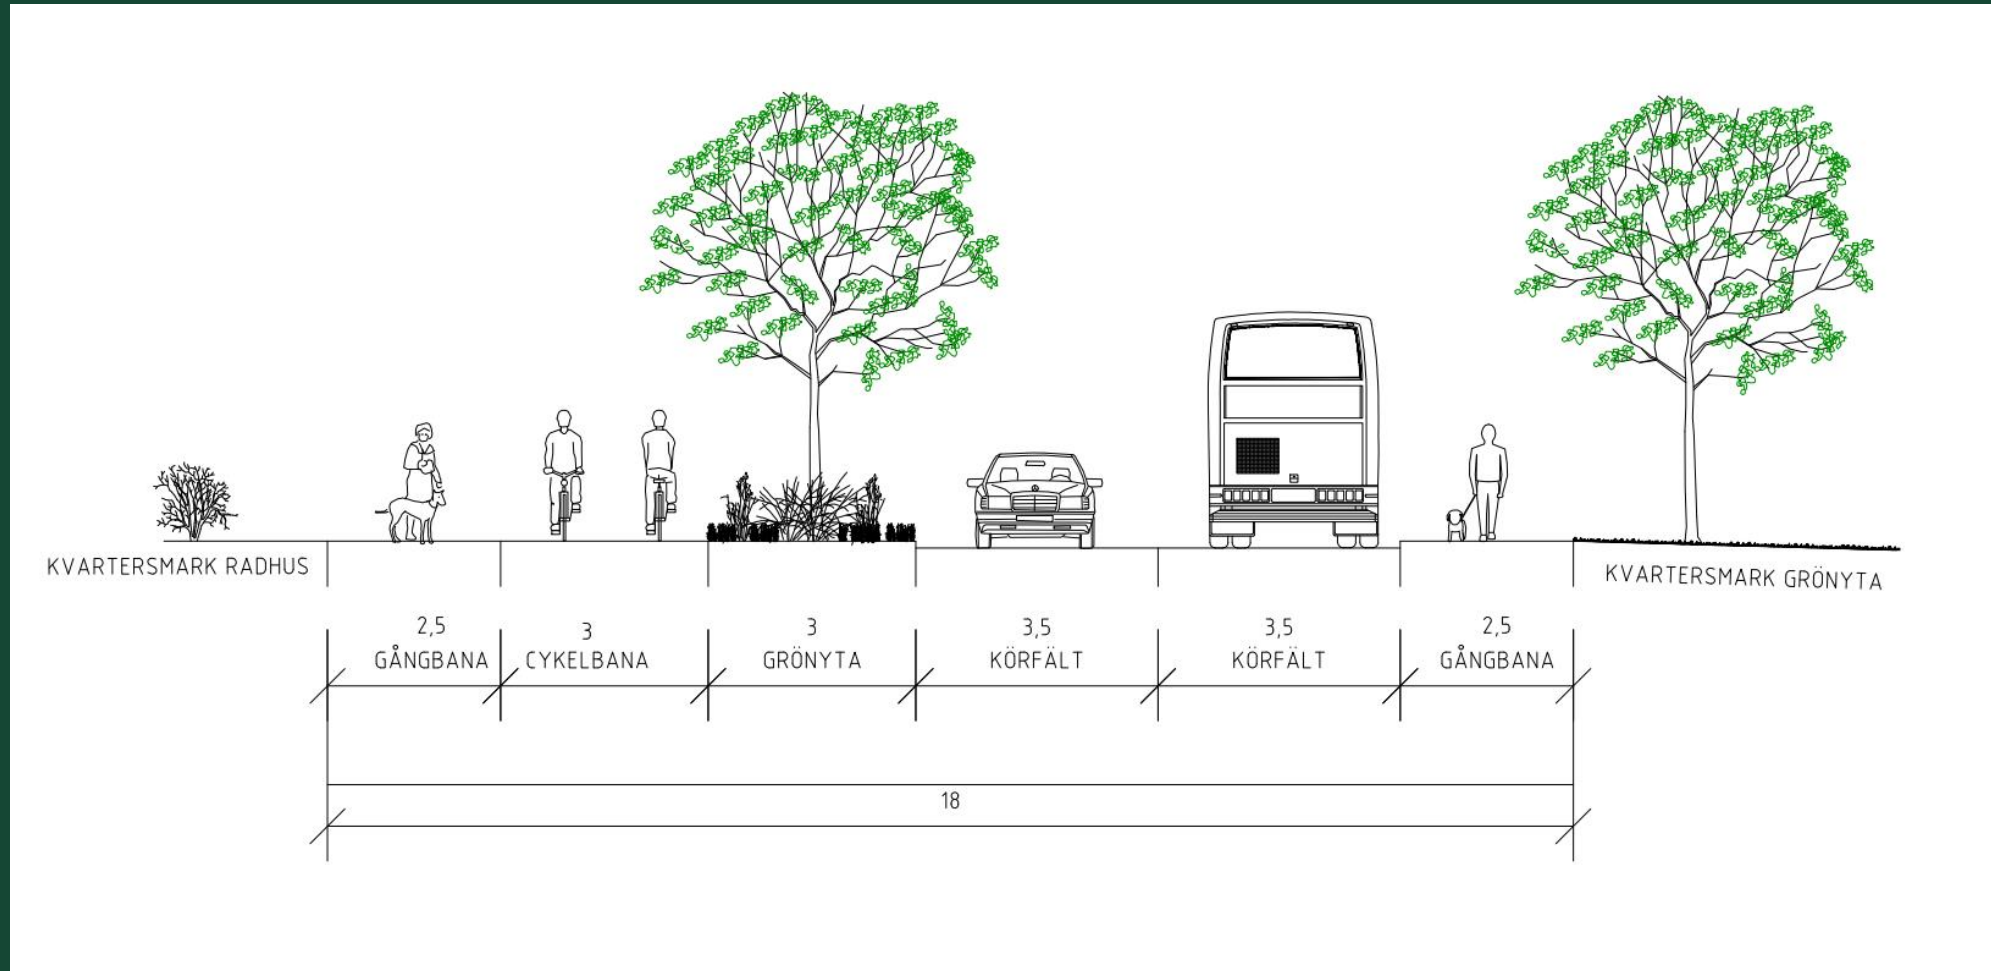 KVARTERSMARK RADHUS
KVARTERSMARK GRÖNYTA
2,5
GÅNGBANA
3
CYKELBANA
3
GRÖNYTA
3,5
KÖRFÄLT
3,5
KÖRFÄLT
2,5
GÅNGBANA
18